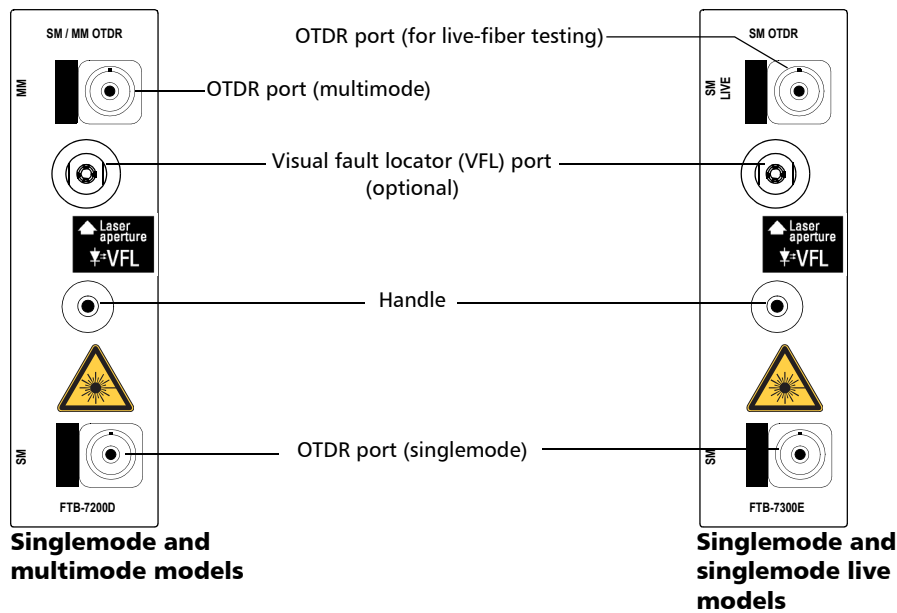 SM / MM OTDR
MM
OTDR port (multimode)
OTDR port (for live-fiber testing)
SM OTDR
SM
LIVE
Visual fault locator (VFL) port
(optional)
Laser
aperture
VFL
Laser
aperture
VFL
Handle
SM
OTDR port (singlemode)
SM
FTB-7200D
FTB-7300E
Singlemode and
multimode models
Singlemode and
singlemode live
models